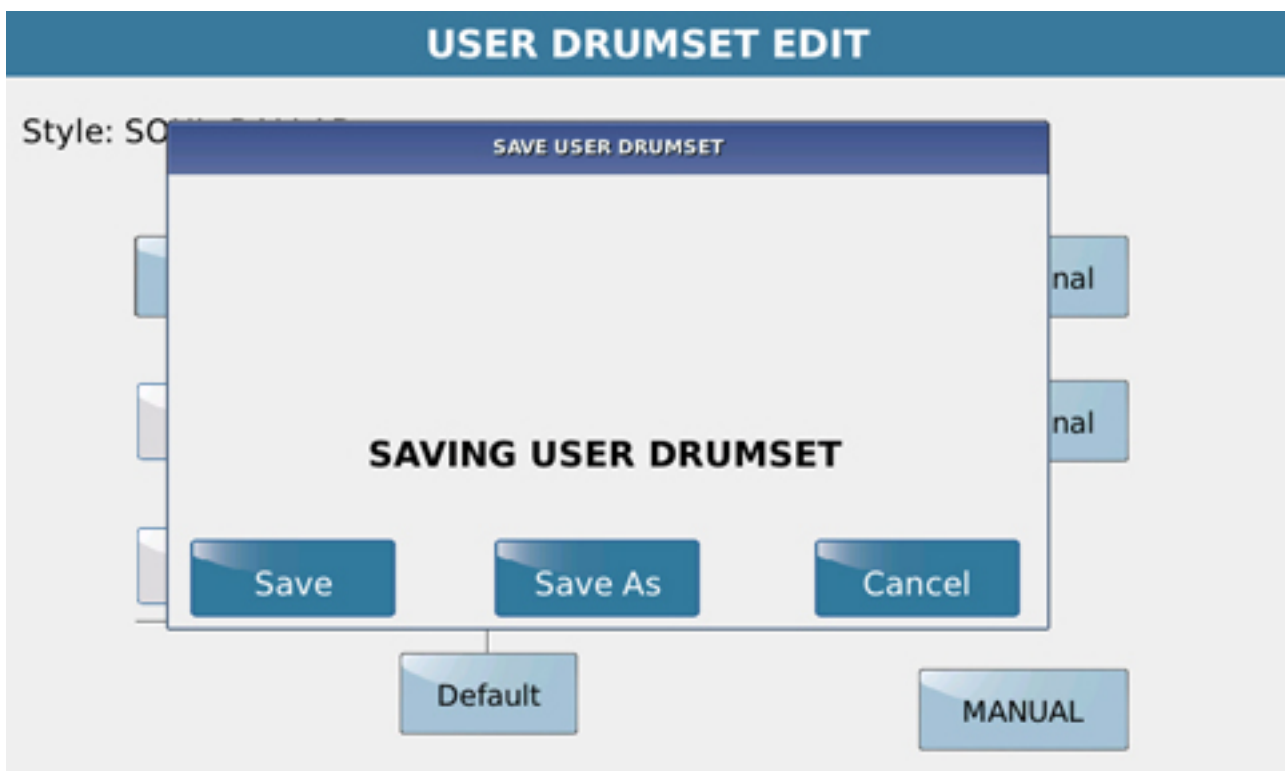 USER DRUMSET EDIT
Style:
SAVE USER DRUMSET
nal
nal
SAVING USER DRUMSET
Save Save As Cancel
Default
MANUAL